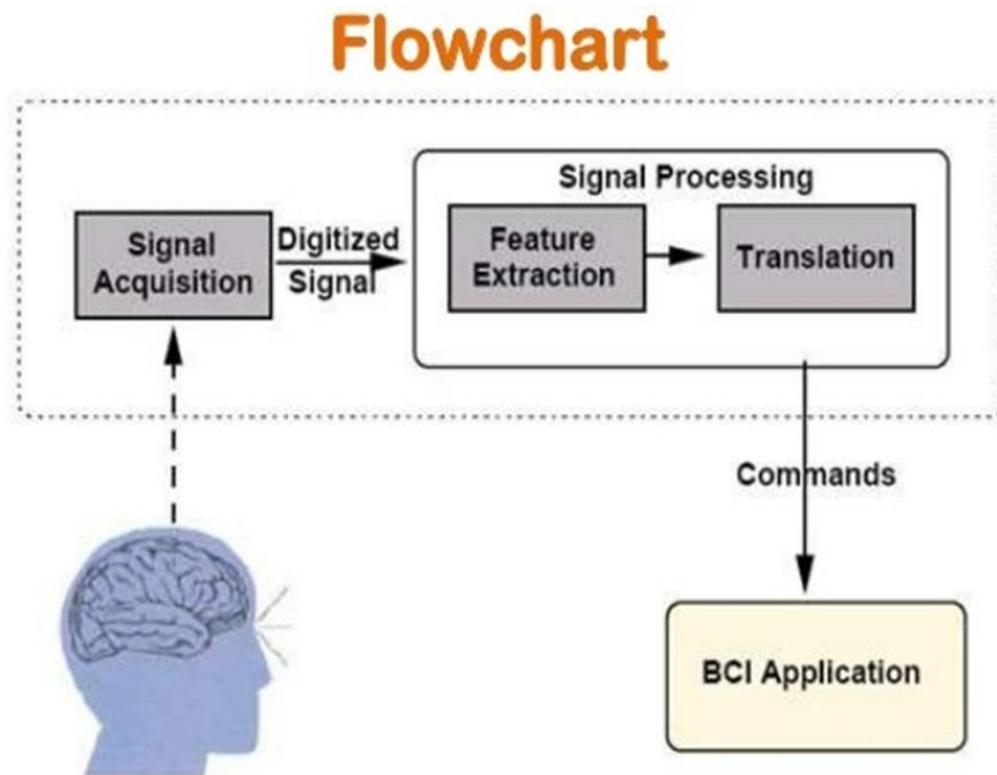 Flowchart
Signal Processing
Signal
Acquisition
Digitized
Signal
Feature
Extraction
Translation
Commands
BCI Application